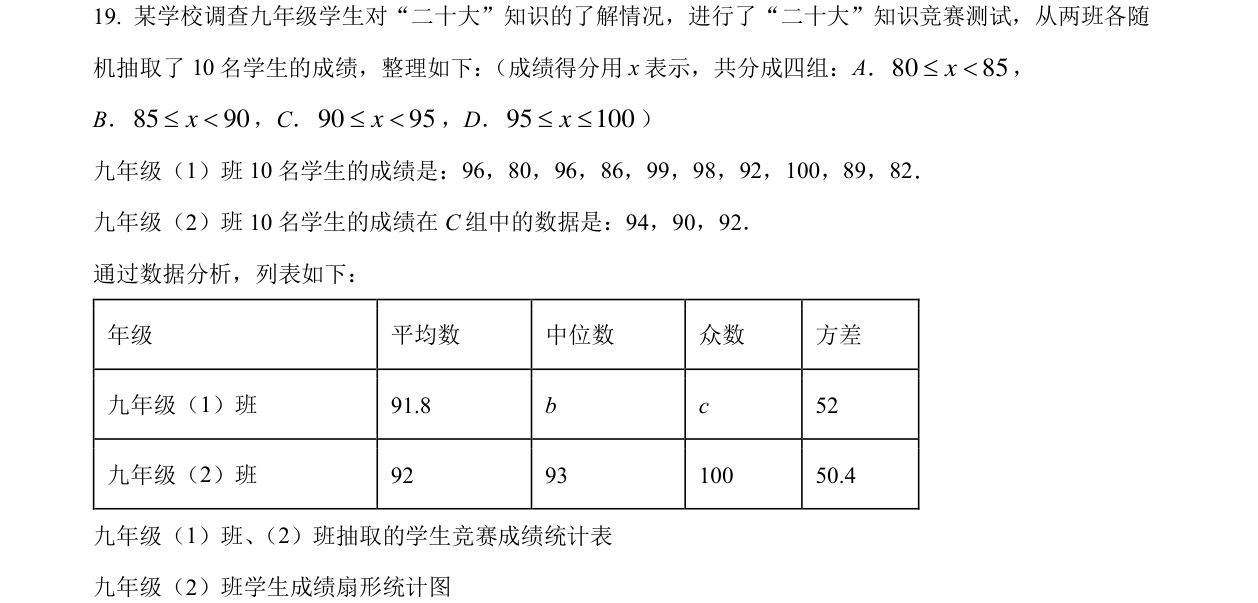 19. 某学校调查九年级学生对“二十大”知识的了解情况，进行了“二十大”知识竞赛测试，从两班各随
机抽取了 10 名学生的成绩，整理如下：（成绩得分用 x 表示，共分成四组：A． 80 ≤ x < 85，
B． 85 ≤ x < 90，C． 90 ≤ x < 95，D． 95 ≤ x ≤ 100）
九年级（1）班 10 名学生的成绩是：96，80，96，86，99，98，92，100，89，82．
九年级（2）班 10 名学生的成绩在 C 组中的数据是：94，90，92．
通过数据分析，列表如下：
年级 平均数 中位数 众数 方差
九年级（1）班 91.8 b c 52
九年级（2）班 92 93 100 50.4
九年级（1）班、（2）班抽取的学生竞赛成绩统计表
九年级（2）班学生成绩扇形统计图